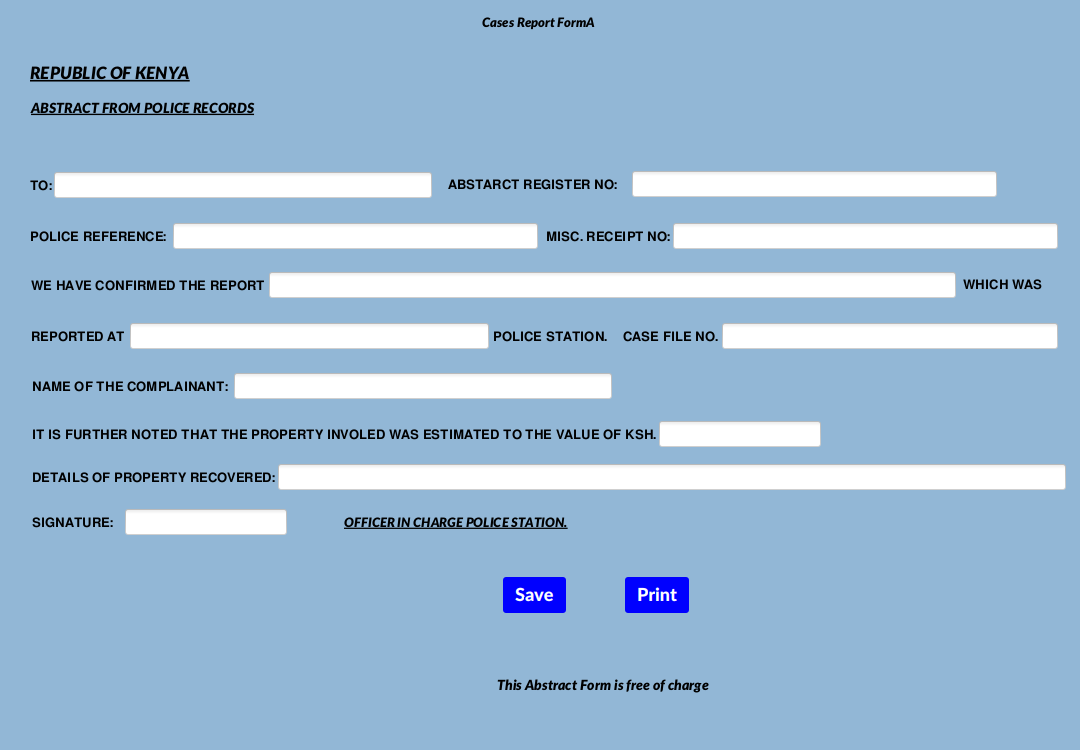 Cases Report FormA
REPUBLIC OF KENYA
ABSTRACT FROM POLICE RECORDS
TO: ABSTARCT REGISTER NO:
POLICE REFERENCE: MISC. RECEIPT NO:
WE HAVE CONFIRMED THE REPORT WHICH WAS
REPORTED AT POLICE STATION. CASE FILE NO.
NAME OF THE COMPLAINANT:
IT IS FURTHER NOTED THAT THE PROPERTY INVOLED WAS ESTIMATED TO THE VALUE OF KSH.
DETAILS OF PROPERTY RECOVERED:
SIGNATURE: OFFICER IN CHARGE POLICE STATION.
Save Print
This Abstract Form is free of charge